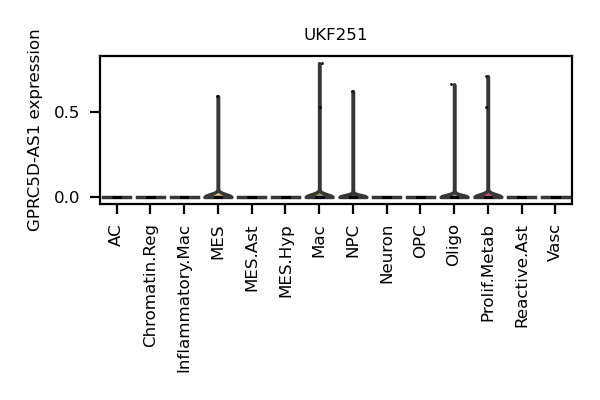 UKF251
GPRC5D-AS1 expression
0.5
0.0
AC
Chromatin.Reg
Inflammatory.Mac
MES
MES.Ast
MES.Hyp
Mac
NPC
Neuron
OPC
Oligo
Prolif.Metab
Reactive.Ast
Vasc